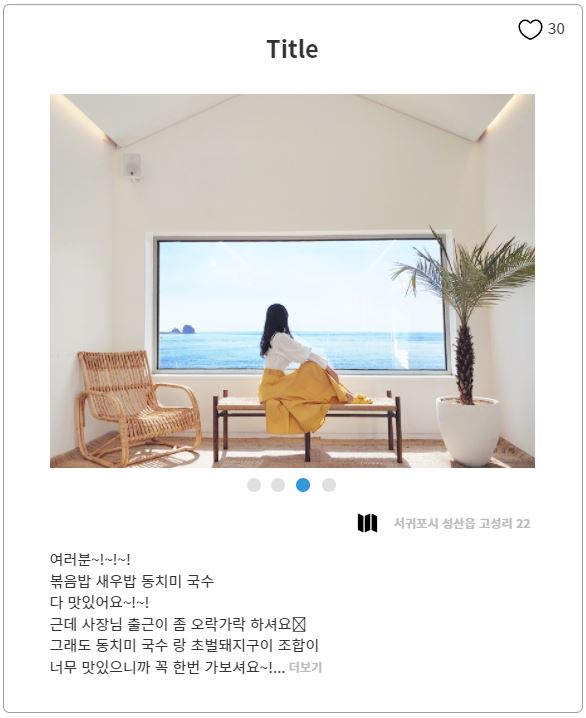 30
Title
서귀포시 성산읍 고성리 22
여러분~!~!~!
볶음밥 새우밥 동치미 국수
다 맛있어요~!~!
근데 사장님 출근이 좀 오락가락 하셔요
그래도 동치미 국수 랑 초벌돼지구이 조합이
너무 맛있으니까 꼭 한번 가보셔요~!... 더보기